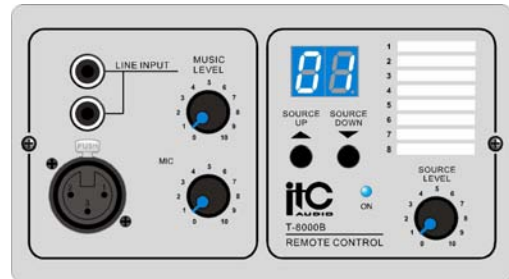 LINE INPUT
MUSIC
LEVEL
0 1 2 3 4 5 6 7 8 9 10
PUSH
2 1
3
MIC
0 1 2 3 4 5 6 7 8 9 10
01
SOURCE
UP
SOURCE
DOWN
1
2
3
4
5
6
7
8
itc
AUDIO
ON
T-8000B
REMOTE CONTROL
SOURCE
LEVEL
0 1 2 3 4 5 6 7 8 9 10